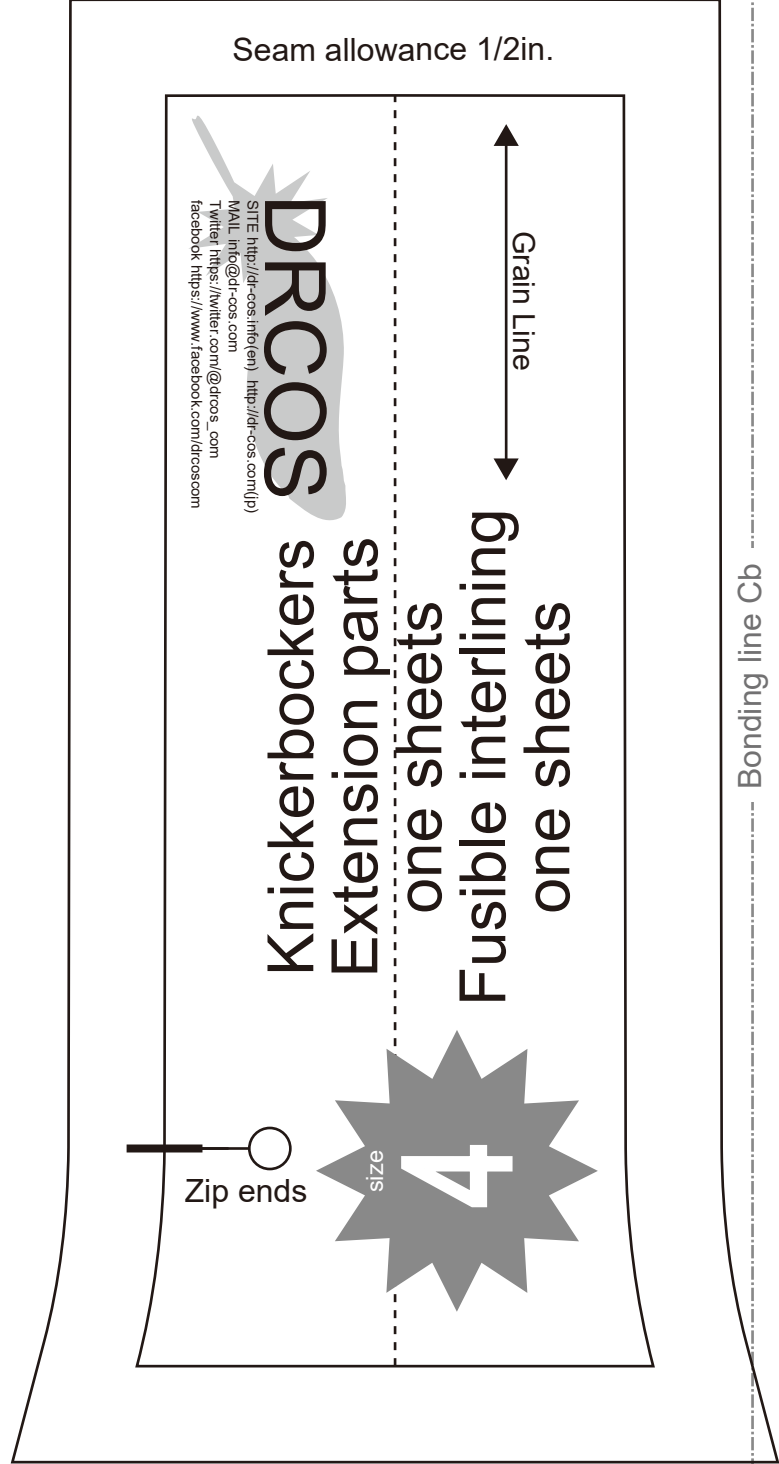 Seam allowance 1/2in.
Grain Line
DRCOS
SITE http://dr-cos.info(en) http://dr-cos.com(jp)
MAIL info@dr-cos.com
Twitter https://twitter.com/@drcos_com
facebook https://www.facebook.com/drcoscom
Knickerbockers
Extension parts
one sheets
Fusible interlining
one sheets
Bonding line Cb
Zip ends
size
4